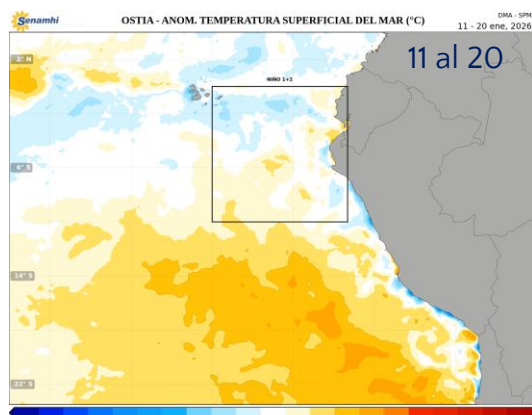 Senamhi
OSTIA - ANOM. TEMPERATURA SUPERFICIAL DEL MAR (°C)
DMA - SPM
11 - 20 ene, 2026
11 al 20
2° N
NIÑO 1+2
6° S
14° S
22° S